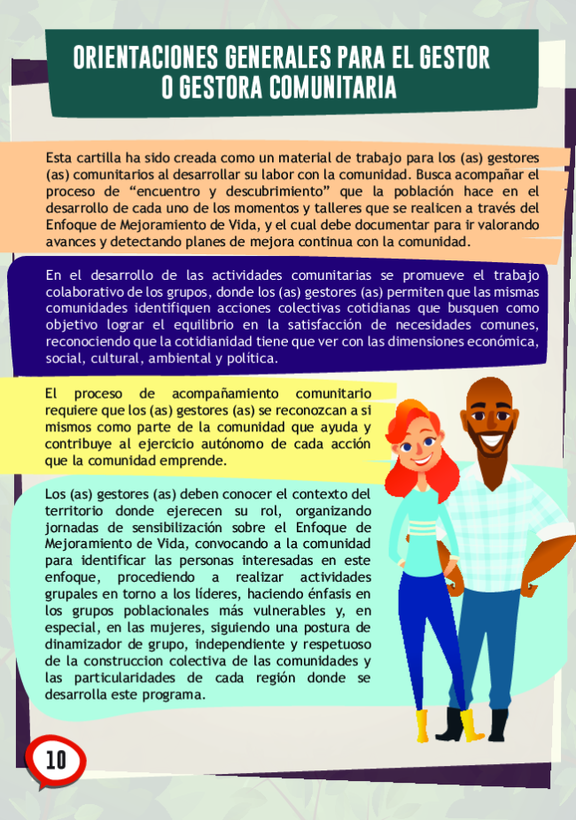 ORIENTACIONES GENERALES PARA EL GESTOR
O GESTORA COMUNITARIA
Esta cartilla ha sido creada como un material de trabajo para los (as) gestores
(as) comunitarios al desarrollar su labor con la comunidad. Busca acompañar el
proceso de “encuentro y descubrimiento” que la población hace en el
desarrollo de cada uno de los momentos y talleres que se realicen a través del
Enfoque de Mejoramiento de Vida, y el cual debe documentar para ir valorando
avances y detectando planes de mejora continua con la comunidad.
En el desarrollo de las actividades comunitarias se promueve el trabajo
colaborativo de los grupos, donde los (as) gestores (as) permiten que las mismas
comunidades identifiquen acciones colectivas cotidianas que busquen como
objetivo lograr el equilibrio en la satisfacción de necesidades comunes,
reconociendo que la cotidianidad tiene que ver con las dimensiones económica,
social, cultural, ambiental y política.
El proceso de acompañamiento comunitario
requiere que los (as) gestores (as) se reconozcan a si
mismos como parte de la comunidad que ayuda y
contribuye al ejercicio autónomo de cada acción
que la comunidad emprende.
Los (as) gestores (as) deben conocer el contexto del
territorio donde ejerecen su rol, organizando
jornadas de sensibilización sobre el Enfoque de
Mejoramiento de Vida, convocando a la comunidad
para identificar las personas interesadas en este
enfoque, procediendo a realizar actividades
grupales en torno a los líderes, haciendo énfasis en
los grupos poblacionales más vulnerables y, en
especial, en las mujeres, siguiendo una postura de
dinamizador de grupo, independiente y respetuoso
de la construccion colectiva de las comunidades y
las particularidades de cada región donde se
desarrolla este programa.
10